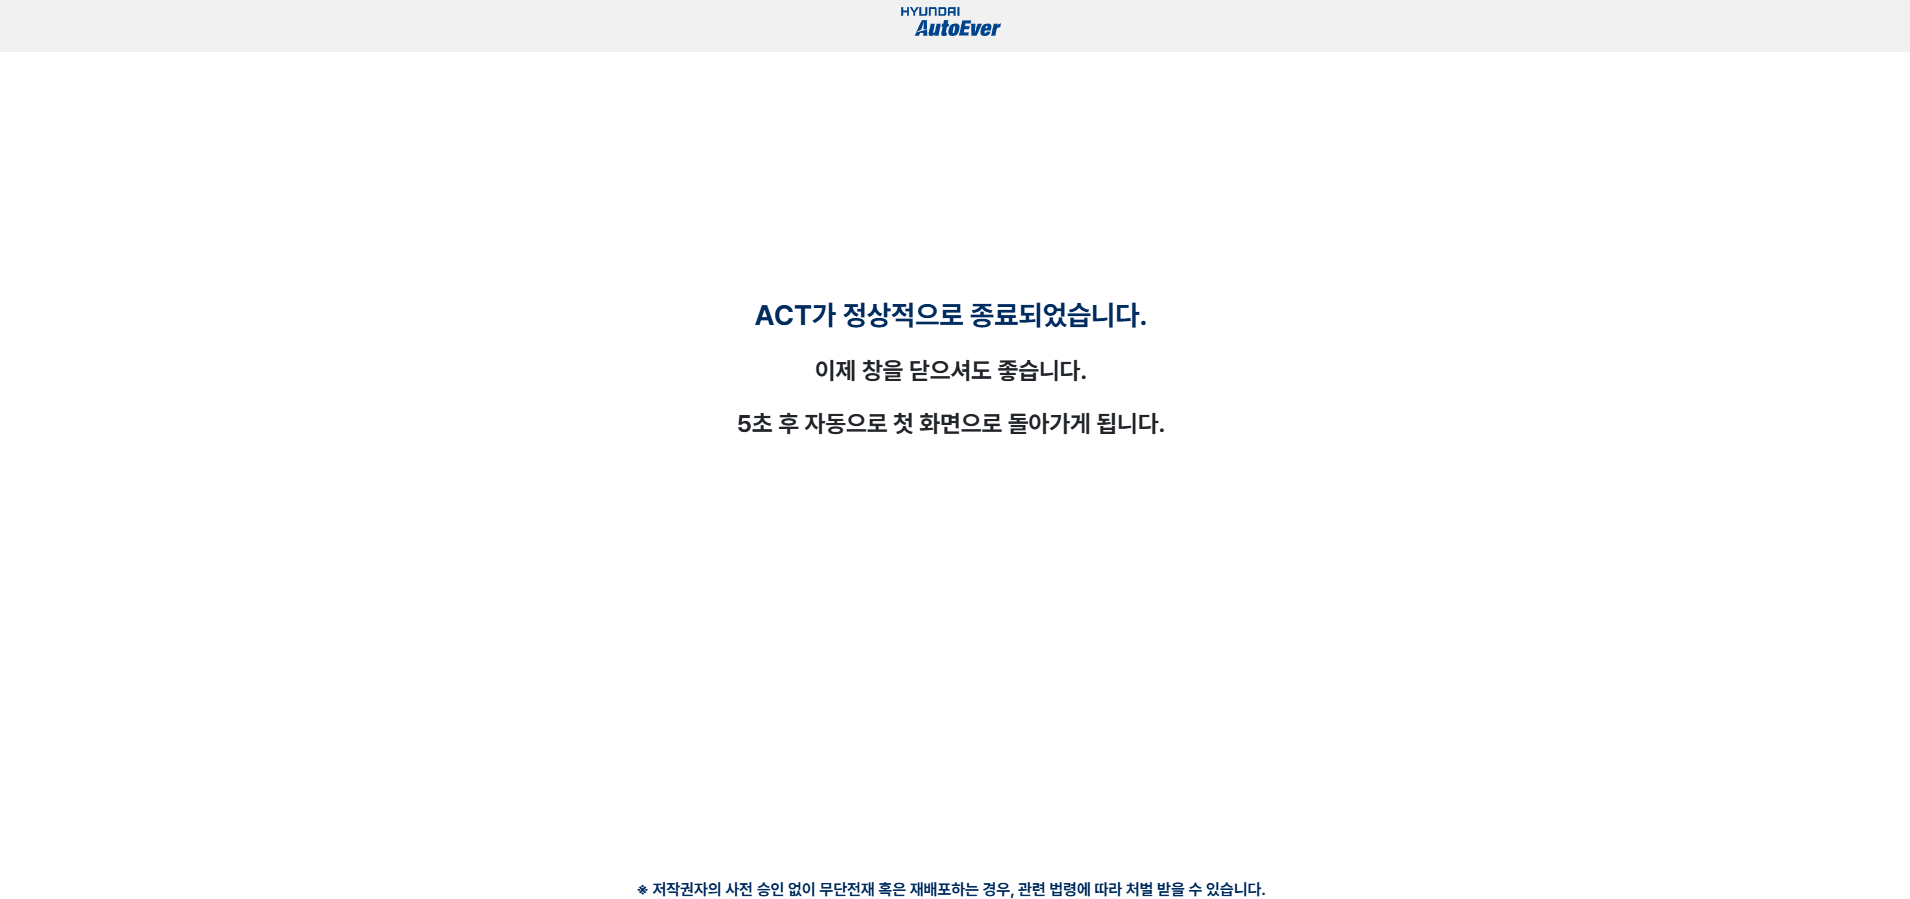 HYUNDAI
AutoEver
ACT가 정상적으로 종료되었습니다.
이제 창을 닫으셔도 좋습니다.
5초 후 자동으로 첫 화면으로 돌아가게 됩니다.
※ 저작권자의 사전 승인 없이 무단전재 혹은 재배포하는 경우, 관련 법령에 따라 처벌 받을 수 있습니다.